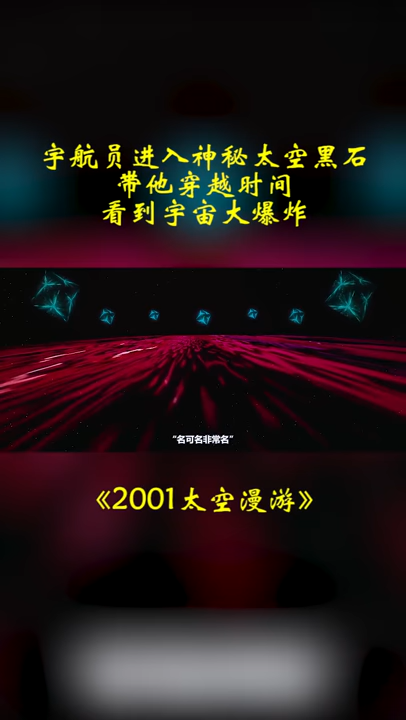 宇航员进入神秘太空黑石
带他穿越时间
看到宇宙大爆炸
“名可名非常名”
《2001太空漫游》